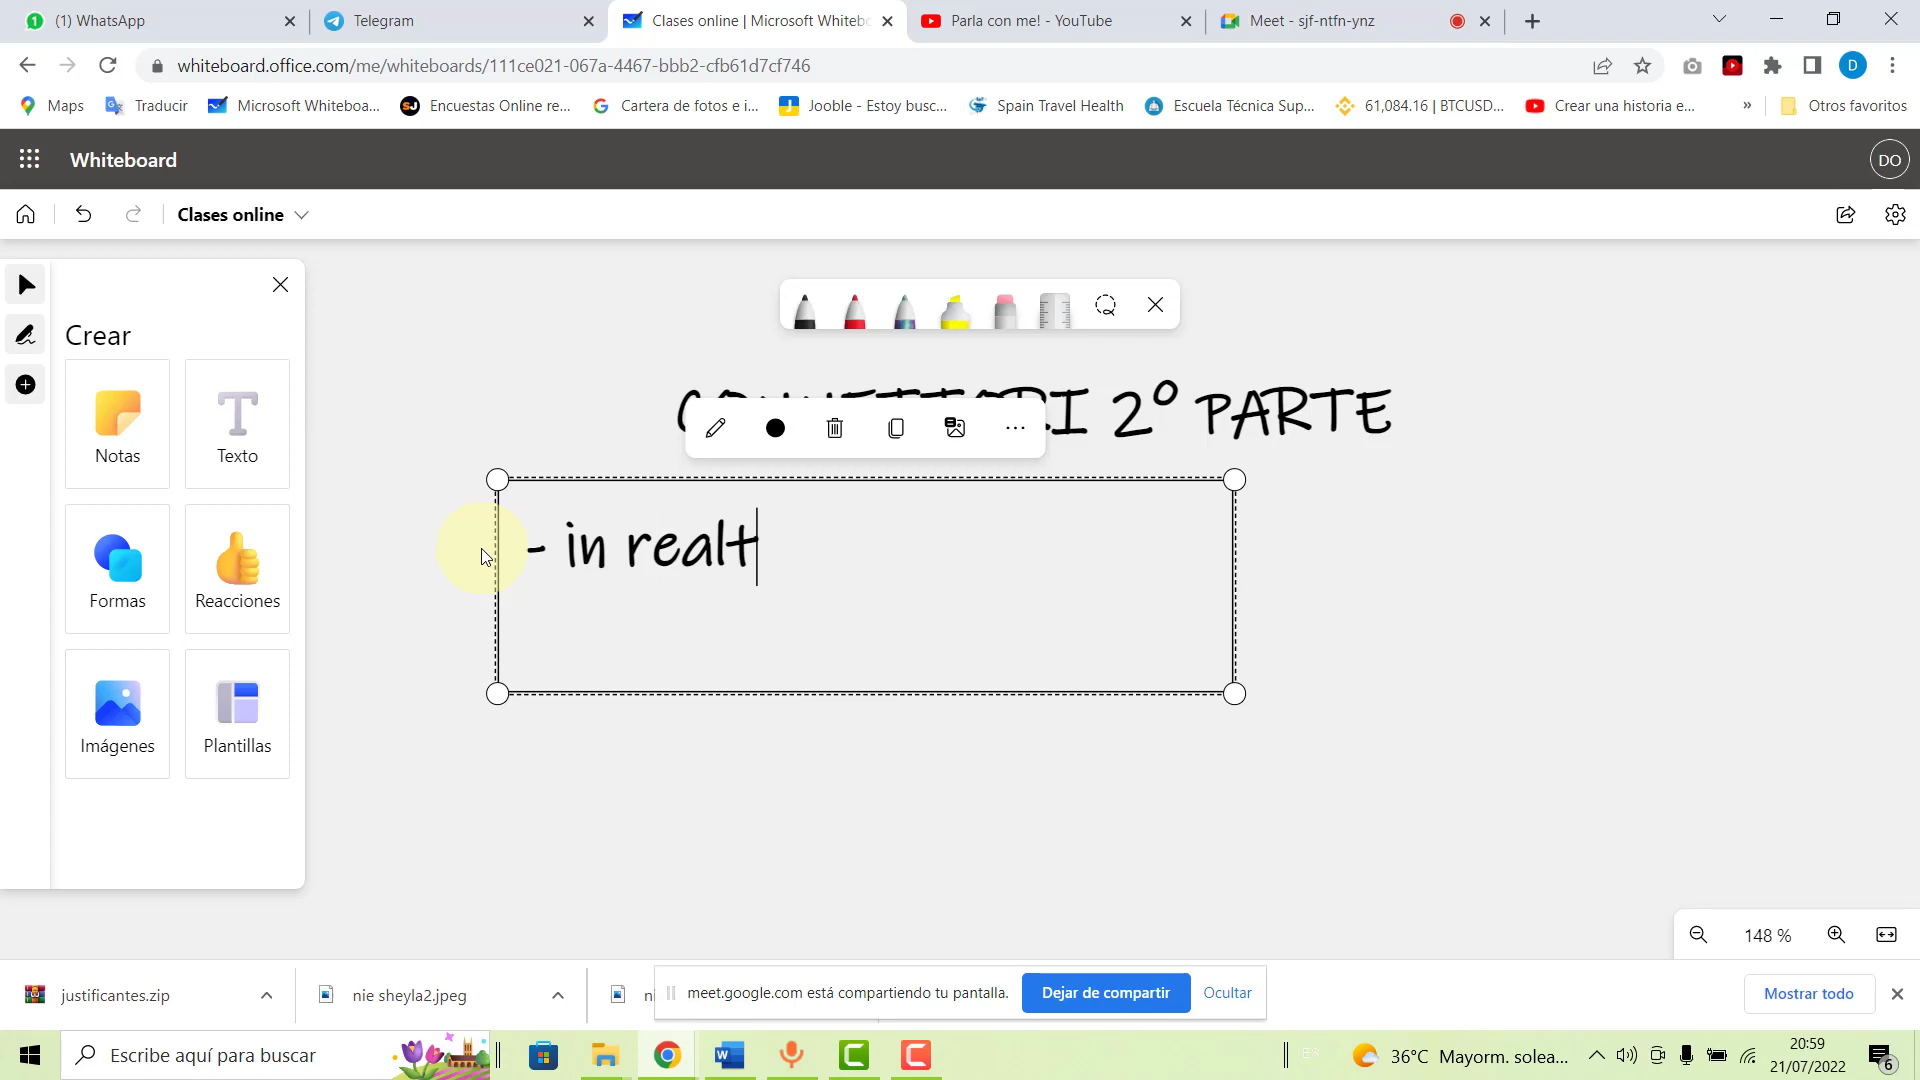 (1) WhatsApp
Telegram
Clases online | Microsoft Whitebo
Parla con me! - YouTube
Meet - sjf-ntfn-ynz
whiteboard.office.com/me/whiteboards/111ce021-067a-4467-bbb2-cfb61d7cf746
D
Maps
Traducir
Microsoft Whiteboa...
Encuestas Online re...
Cartera de fotos e i...
Jooble - Estoy busc...
Spain Travel Health
Escuela Técnica Sup...
61,084.16 | BTCUSD...
Crear una historia e...
»
Otros favoritos
Whiteboard
DO
Clases online
Crear
Notas
Texto
Formas
Reacciones
Imágenes
Plantillas
2º PARTE
- in realt
148 %
justificantes.zip
nie sheyla2.jpeg
meet.google.com está compartiendo tu pantalla.
Dejar de compartir
Ocultar
Mostrar todo
Escribe aquí para buscar
36°C Mayorm. solea...
20:59
21/07/2022
6